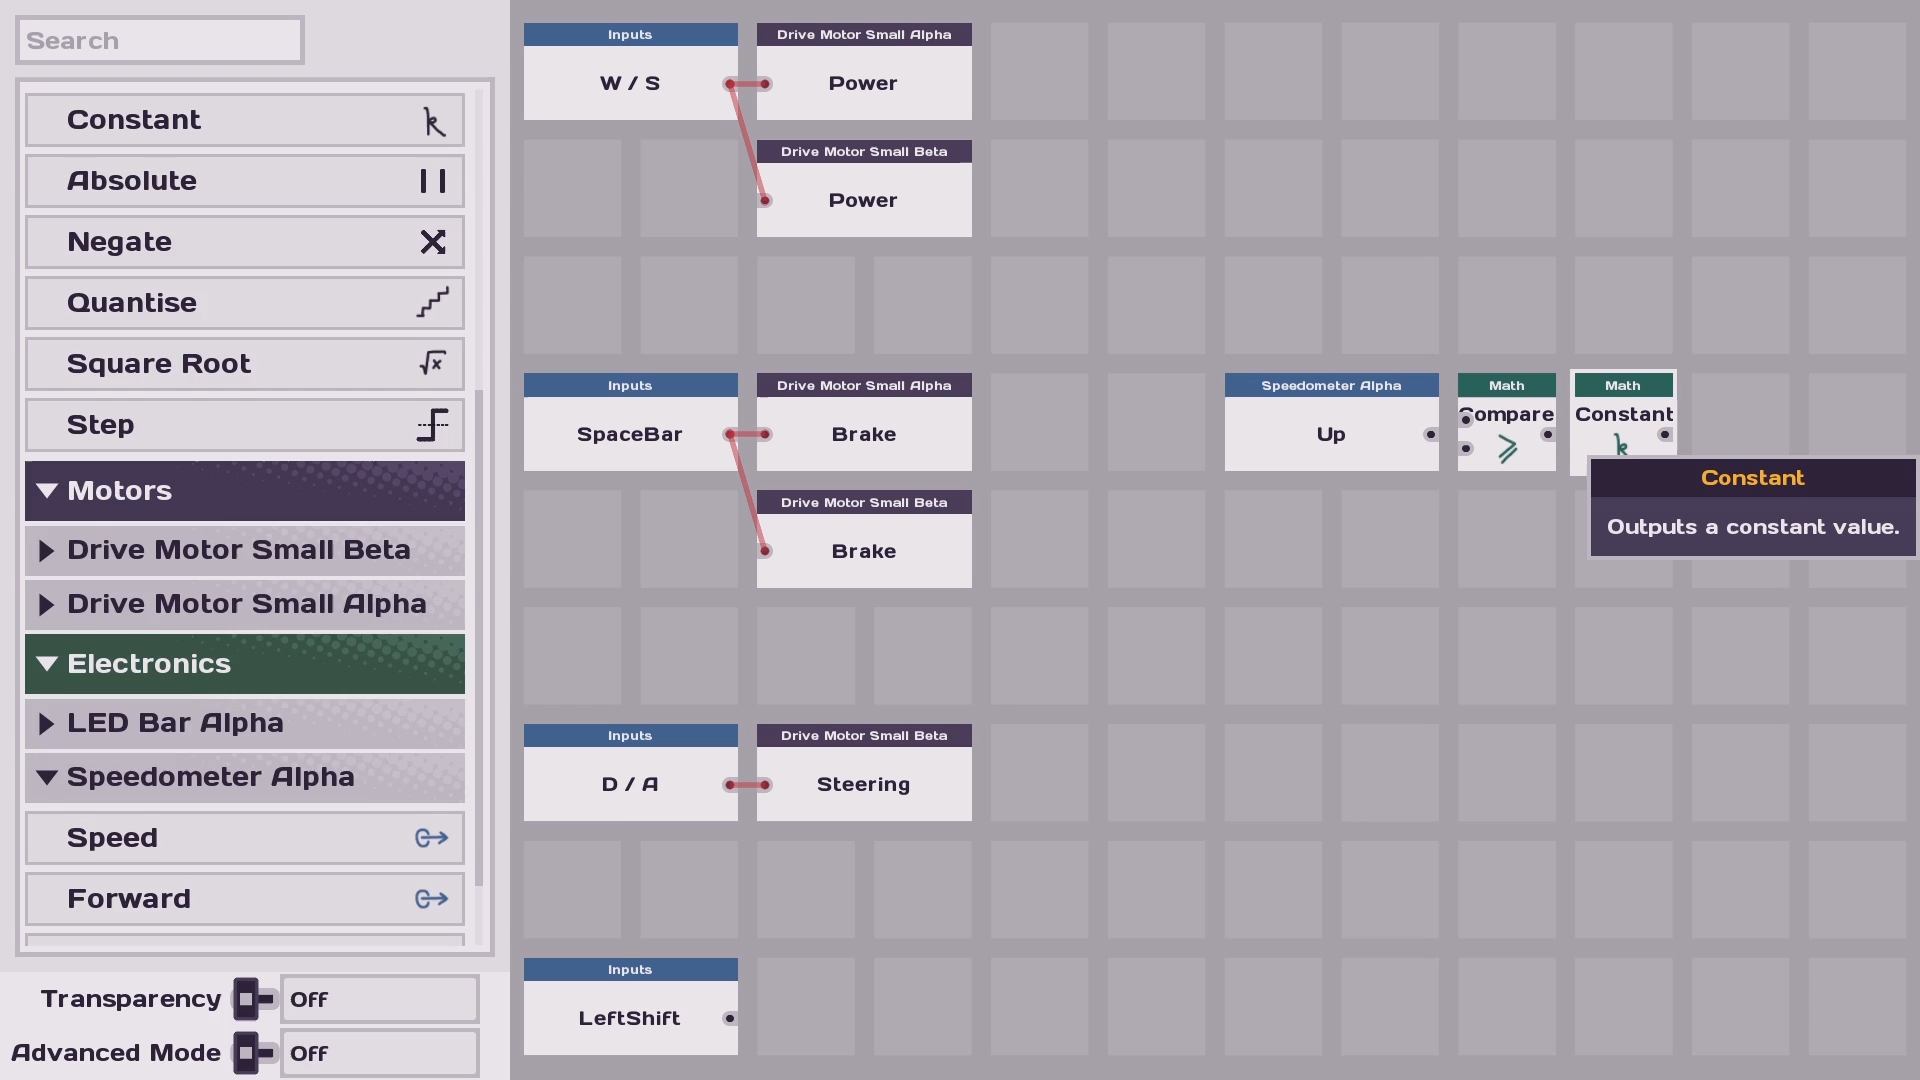 Search
Constant
Absolute
Negate
Quantise
Square Root
Step
Motors
Drive Motor Small Beta
Drive Motor Small Alpha
Electronics
LED Bar Alpha
Speedometer Alpha
Speed
Forward
Transparency
Off
Advanced Mode
Off
Inputs
W / S
Drive Motor Small Alpha
Power
Drive Motor Small Beta
Power
Inputs
SpaceBar
Drive Motor Small Alpha
Brake
Drive Motor Small Beta
Brake
Speedometer Alpha
Up
Math
Compare
Math
Constant
Constant
Outputs a constant value.
Inputs
D / A
Drive Motor Small Beta
Steering
Inputs
LeftShift